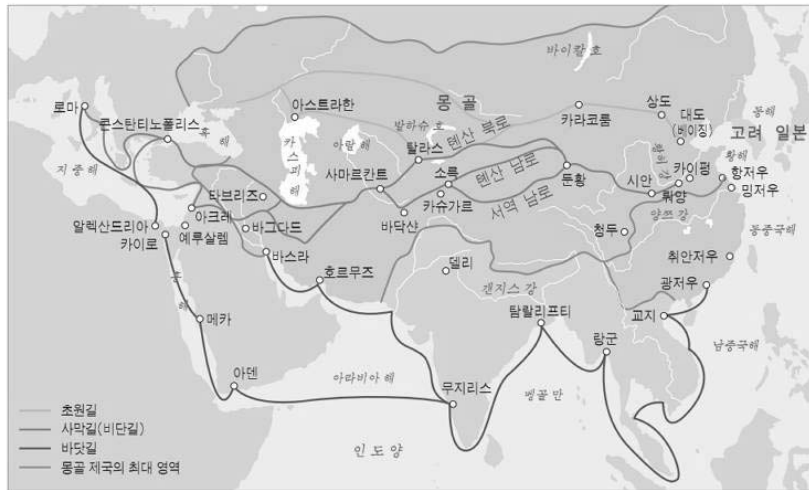 바이칼 호
로마
콘스탄티노폴리스
흑 해
아스트라한
몽 골
카라코룸
상도
대도
(베이징)
동해
고려 일본
카스피 해
아랄 해
발하슈 호
탈라스
톈산 북로
지 중 해
타브리즈
사마르칸트
소륵
톈산 남로
둔황
시안
황허 강
카이펑
뤄양
황해
항저우
밍저우
알렉산드리아
카이로
아크레
예루살렘
바그다드
바닥샨
카슈가르
서역 남로
바스라
청두
양쯔 강
동중국해
홍 해
호르무즈
델리
갠지스 강
취안저우
광저우
메카
탐랄리프티
교지
랑군
남중국해
아덴
아라비아 해
무지리스
벵골 만
인 도 양
초원길
사막길(비단길)
바닷길
몽골 제국의 최대 영역